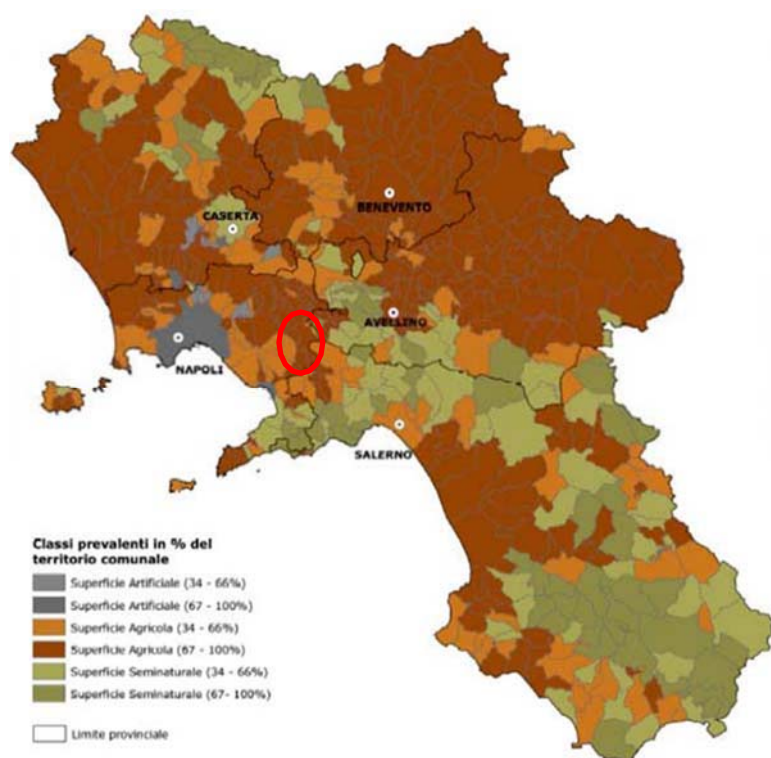 CASERTA
BENEVENTO
AVELLINO
NAPOLI
SALERNO
Classi prevalenti in % del
territorio comunale
Superficie Artificiale (34 - 66%)
Superficie Artificiale (67 - 100%)
Superficie Agricola (34 - 66%)
Superficie Agricola (67 - 100%)
Superficie Seminaturale (34 - 66%)
Superficie Seminaturale (67- 100%)
Limite provinciale